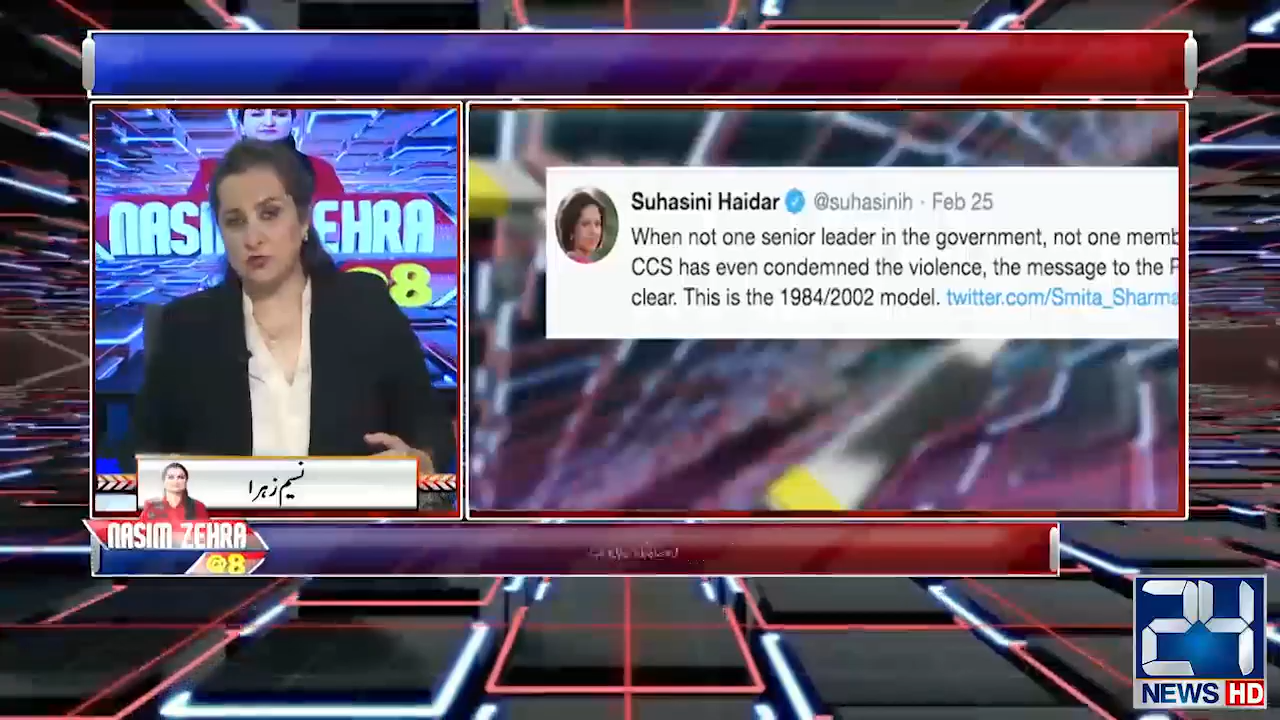 NASIM ZEHRA
@8
Suhasini Haidar @suhasinih · Feb 25
When not one senior leader in the government, not one memb
CCS has even condemned the violence, the message to the P
clear. This is the 1984/2002 model. twitter.com/Smita_Sharma
نسیم زہرا
NASIM ZEHRA
@8
24
NEWS HD